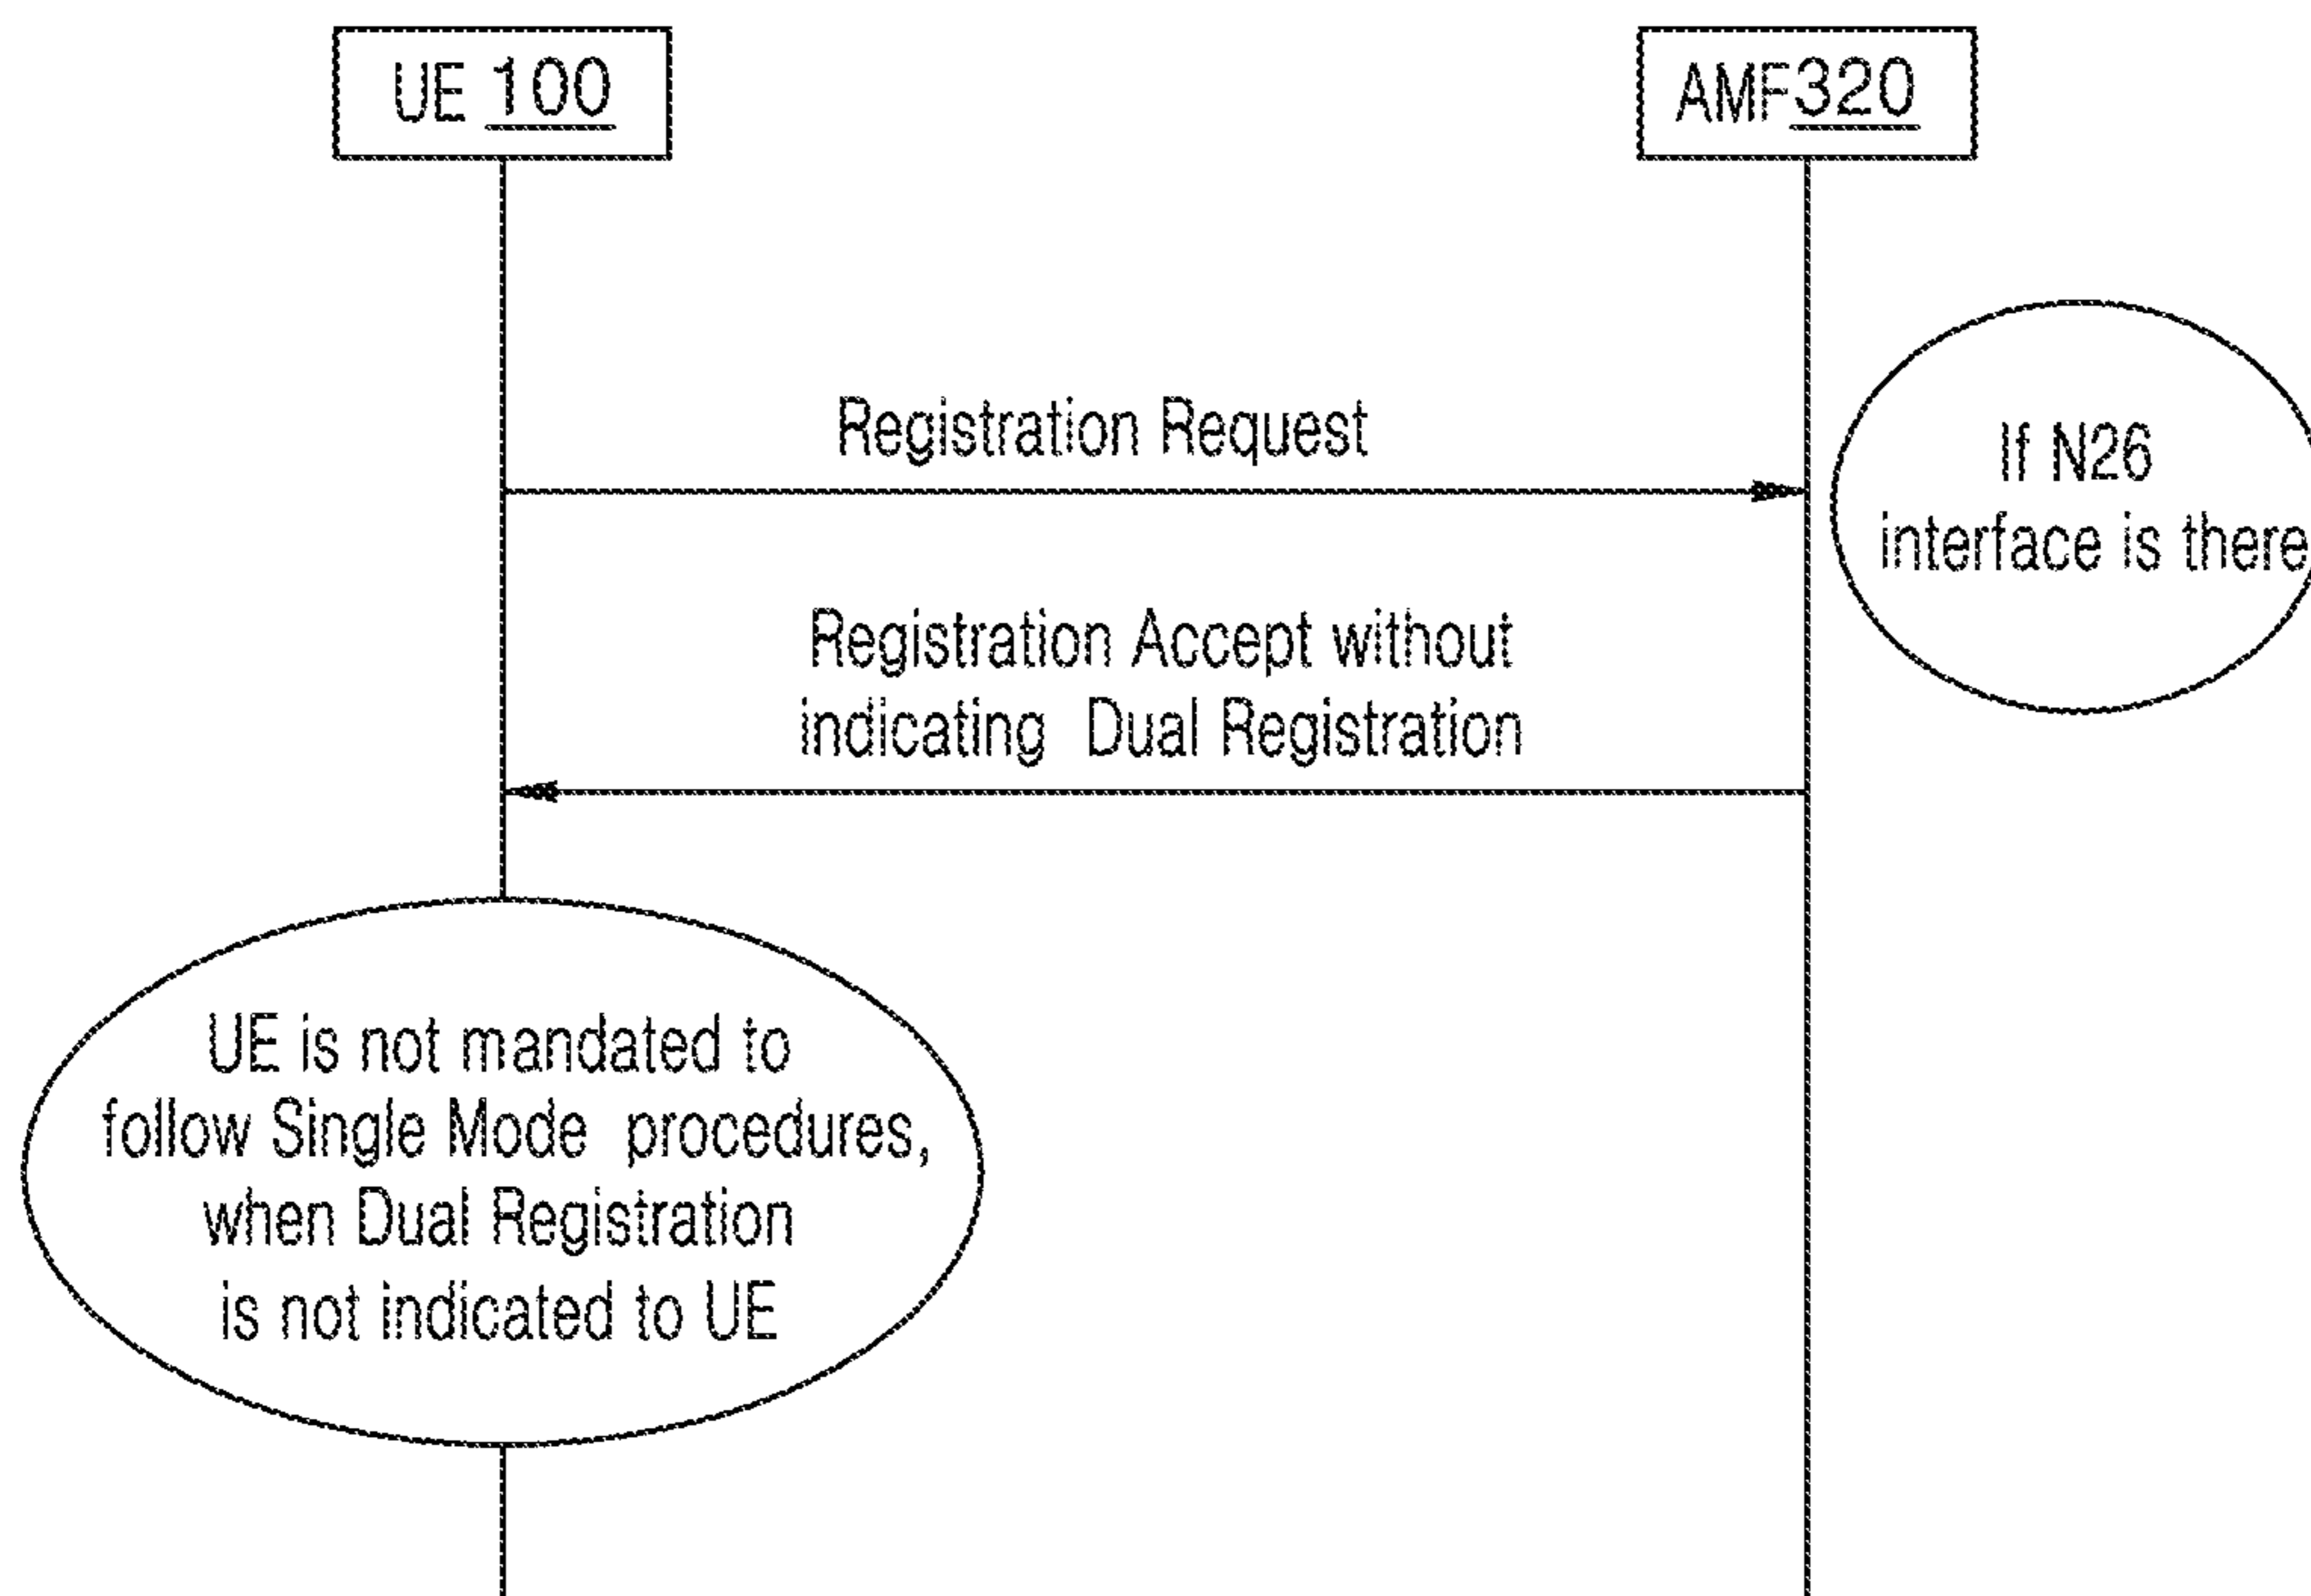 UE 100
AMF320
Registration Request
If N26
interface is there
Registration Accept without
indicating Dual Registration
UE is not mandated to
follow Single Mode procedures,
when Dual Registration
is not indicated to UE